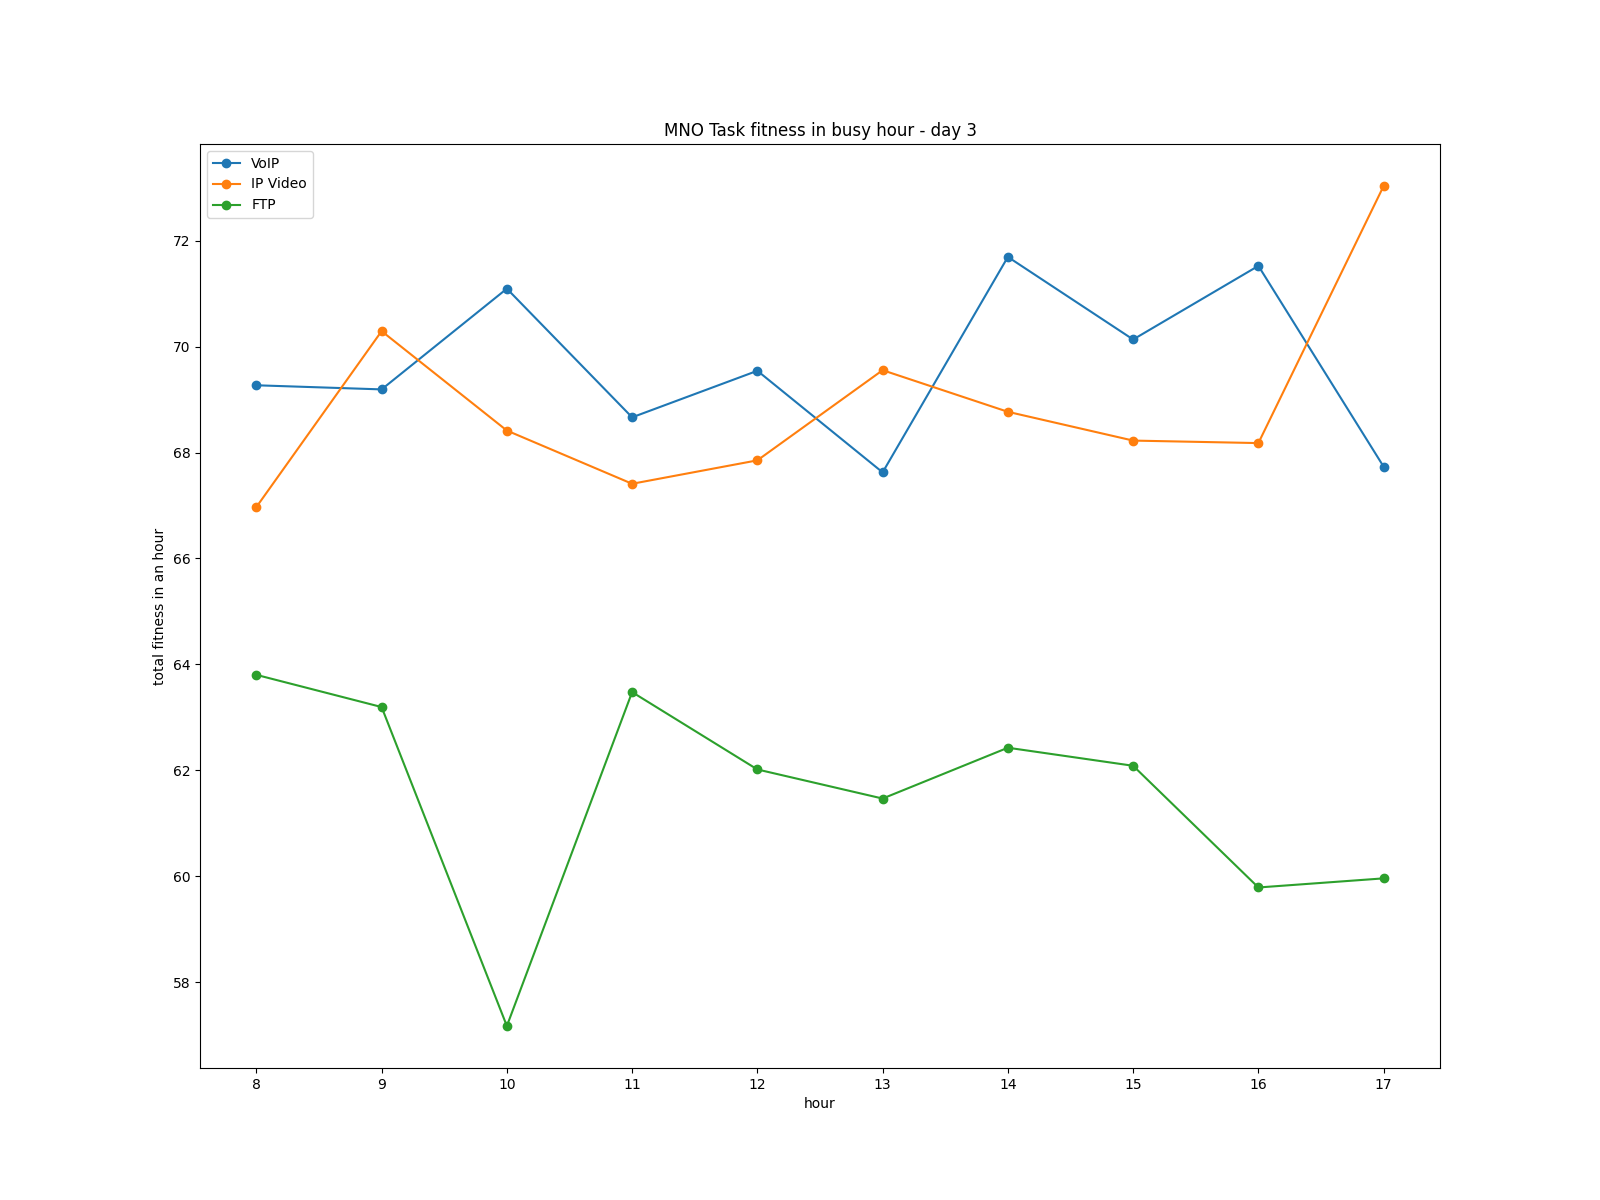 MNO Task fitness in busy hour - day 3
VoIP
IP Video
FTP
72
70
68
66
64
62
60
58
total fitness in an hour
8 9 10 11 12 13 14 15 16 17
hour